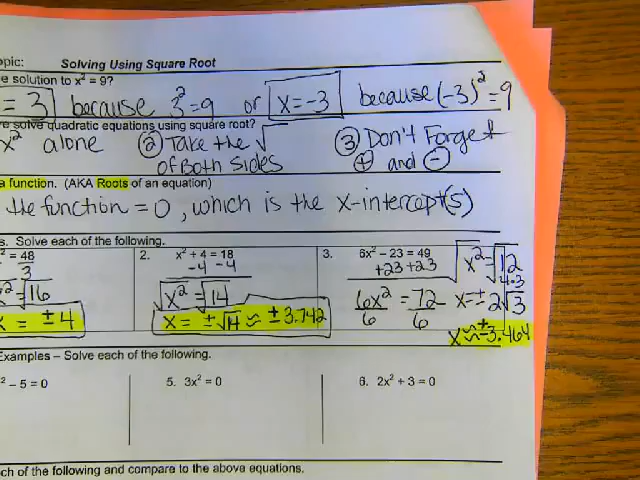 opic: Solving Using Square Root
e solution to x² = 9?
= 3 because 3² = 9 or x = -3 because (-3)² = 9
e solve quadratic equations using square root?
x² alone ② Take the √ of Both Sides ③ Don't Forget ⊕ and ⊖
a function. (AKA Roots of an equation)
the function = 0, which is the x-intercept(s)
s. Solve each of the following.
² = 48
3
x² = √16
x = ± 4
2. x² + 4 = 18
-4 -4
√x² = √14
x = ±√14 ≈ ± 3.742
3. 6x² – 23 = 49
+23 +23
6x² = 72
6 6
√x² = √12
4·3
x = ± 2√3
x ≈ ± 3.464
Examples – Solve each of the following.
² – 5 = 0
5. 3x² = 0
6. 2x² + 3 = 0
ch of the following and compare to the above equations.